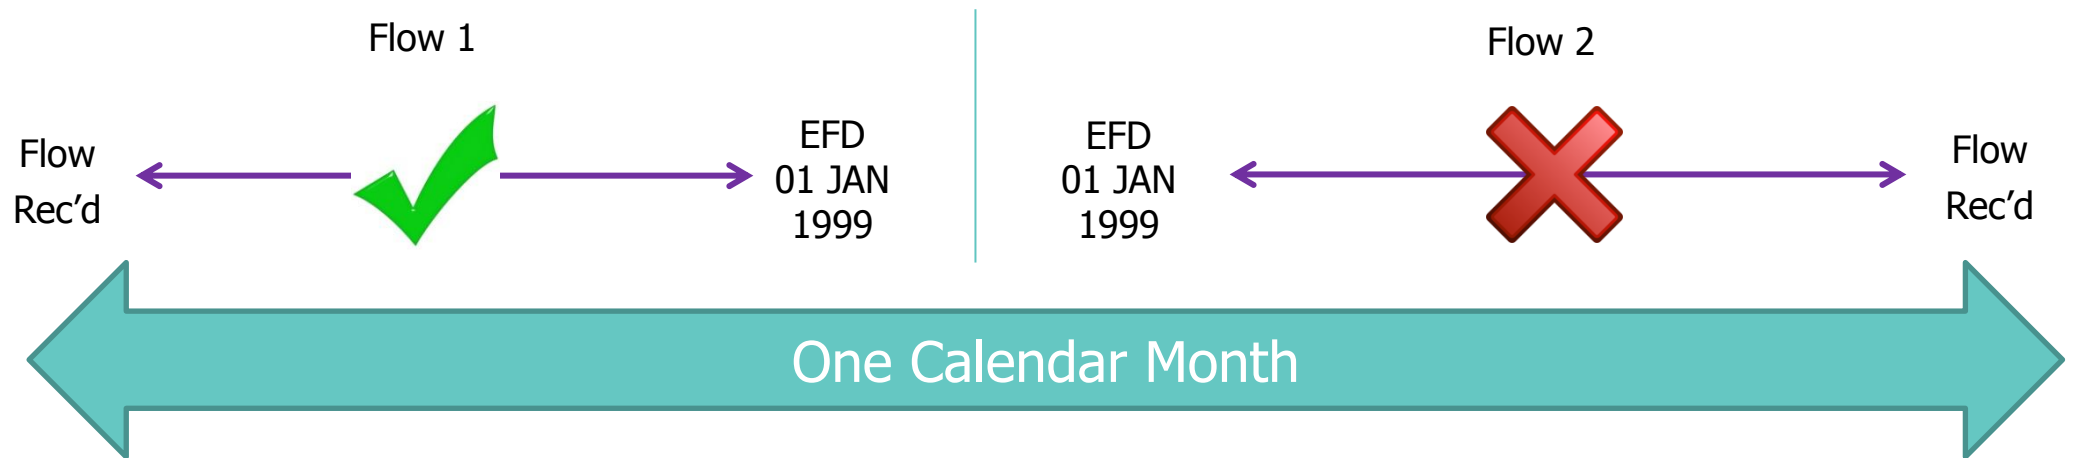 Flow 1
Flow
Rec’d
EFD
01 JAN
1999
Flow 2
EFD
01 JAN
1999
Flow
Rec’d
One Calendar Month